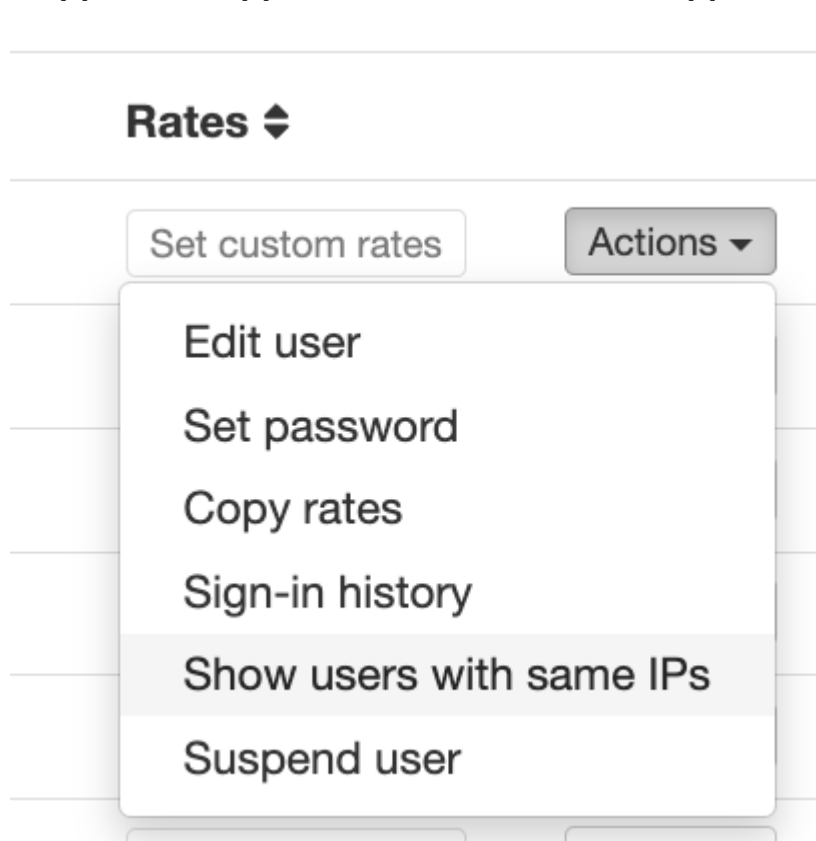 Rates
Set custom rates
Actions
Edit user
Set password
Copy rates
Sign-in history
Show users with same IPs
Suspend user